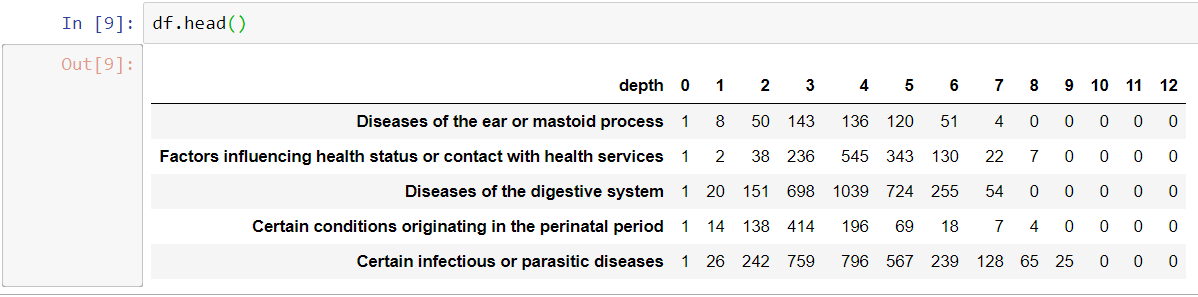 In [9]: df.head()
Out[9]:
depth 0 1 2 3 4 5 6 7 8 9 10 11 12
Diseases of the ear or mastoid process 1 8 50 143 136 120 51 4 0 0 0 0 0
Factors influencing health status or contact with health services 1 2 38 236 545 343 130 22 7 0 0 0 0
Diseases of the digestive system 1 20 151 698 1039 724 255 54 0 0 0 0 0
Certain conditions originating in the perinatal period 1 14 138 414 196 69 18 7 4 0 0 0 0
Certain infectious or parasitic diseases 1 26 242 759 796 567 239 128 65 25 0 0 0